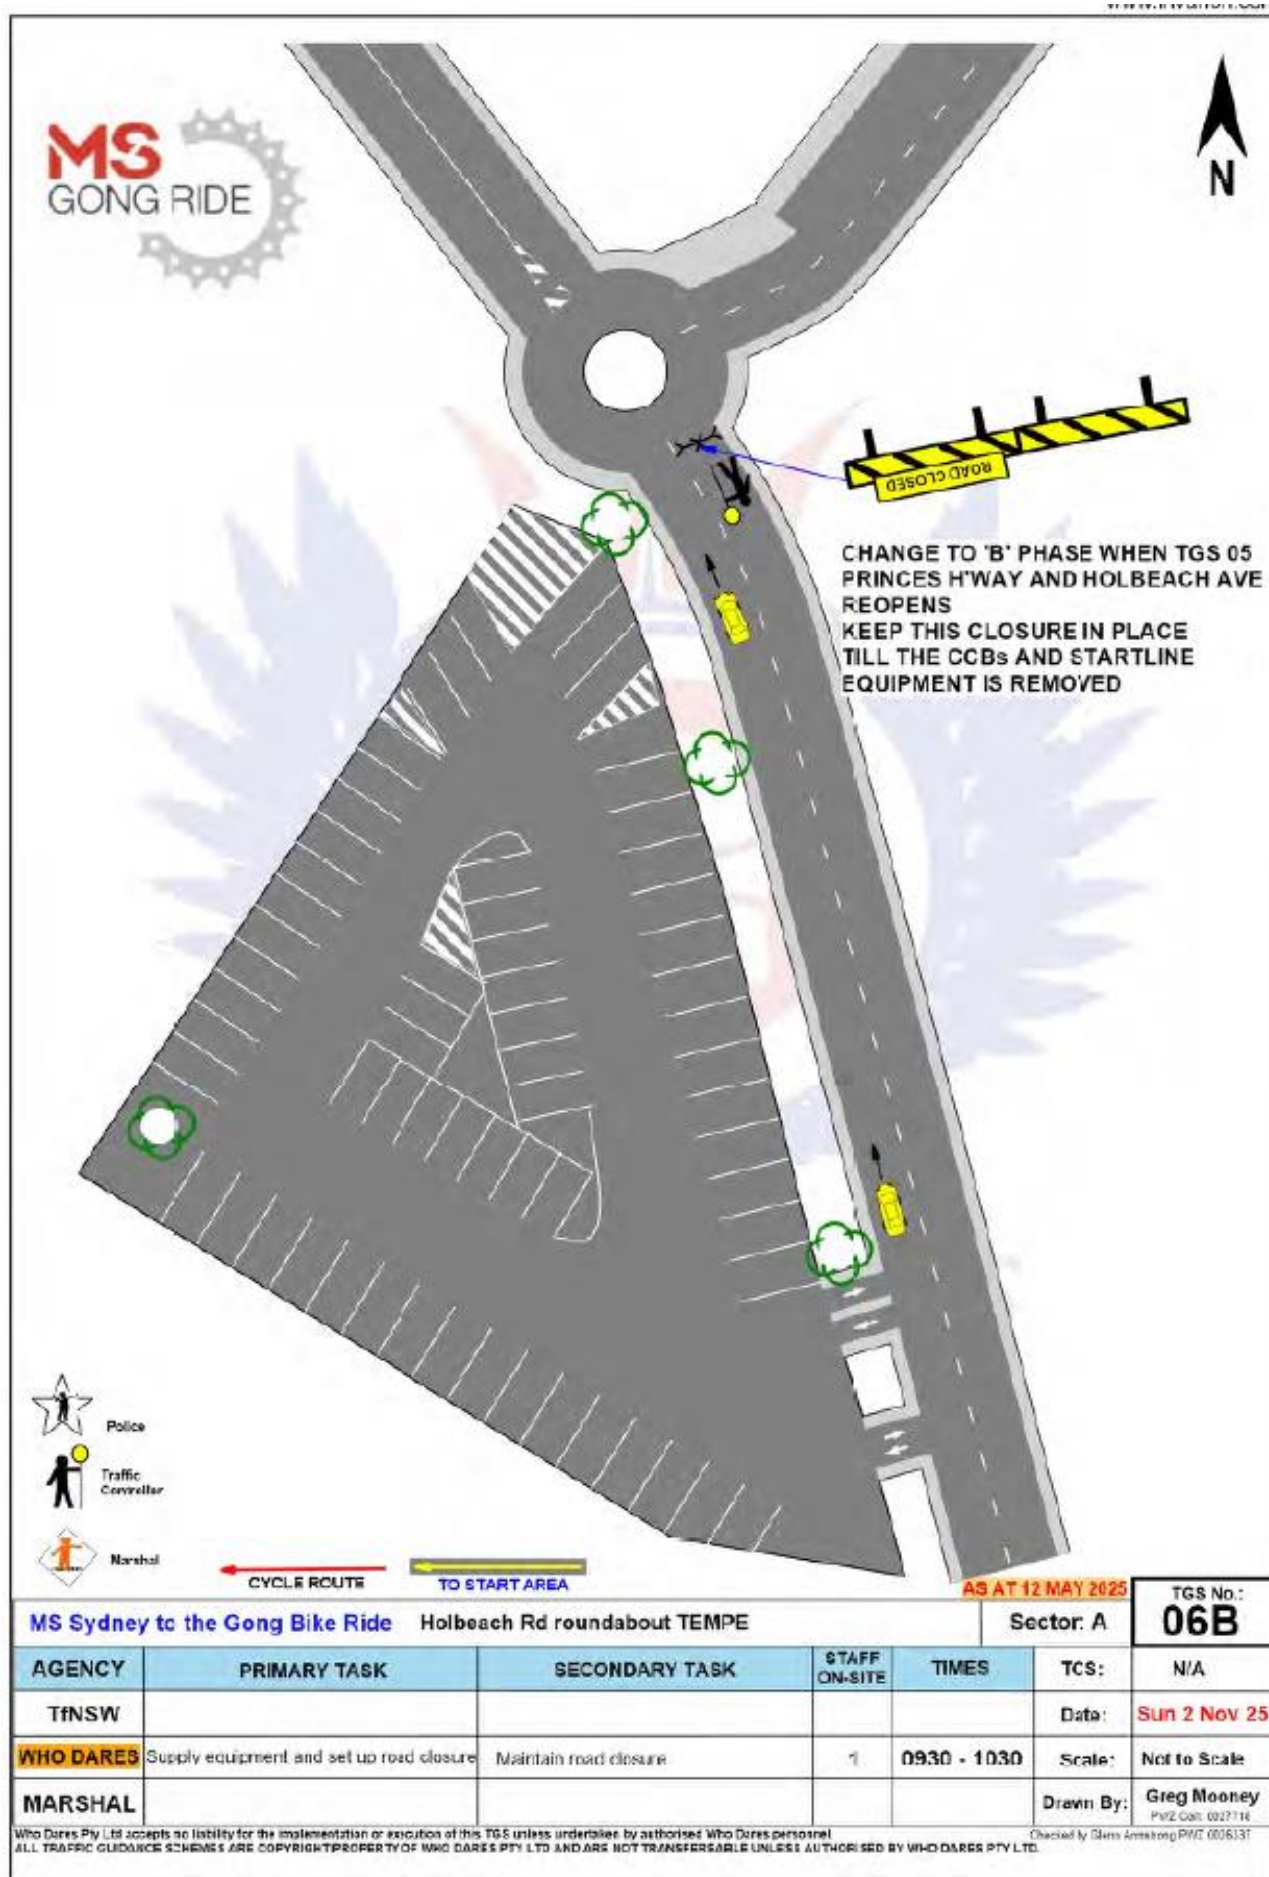 MS
GONG RIDE
N
ROAD CLOSED
CHANGE TO 'B' PHASE WHEN TGS 05
PRINCES H'WAY AND HOLBEACH AVE
REOPENS
KEEP THIS CLOSURE IN PLACE
TILL THE CCBs AND STARTLINE
EQUIPMENT IS REMOVED
Police
Traffic
Controller
Marshal
CYCLE ROUTE
TO START AREA
AS AT 12 MAY 2025
MS Sydney to the Gong Bike Ride Holbeach Rd roundabout TEMPE Sector: A
TGS No.:
06B
AGENCY PRIMARY TASK SECONDARY TASK STAFF ON-SITE TIMES TCS: N/A
TfNSW Date: Sun 2 Nov 25
WHO DARES Supply equipment and set up road closure Maintain road closure 1 0930 - 1030 Scale: Not to Scale
MARSHAL Drawn By: Greg Mooney
Who Dares Pty Ltd accepts no liability for the implementation or execution of this TGS unless undertaken by authorised Who Dares personnel
Checked by Glenn Armstrong PWZ
ALL TRAFFIC GUIDANCE SCHEMES ARE COPYRIGHT PROPERTY OF WHO DARES PTY LTD AND ARE NOT TRANSFERABLE UNLESS AUTHORISED BY WHO DARES PTY LTD.